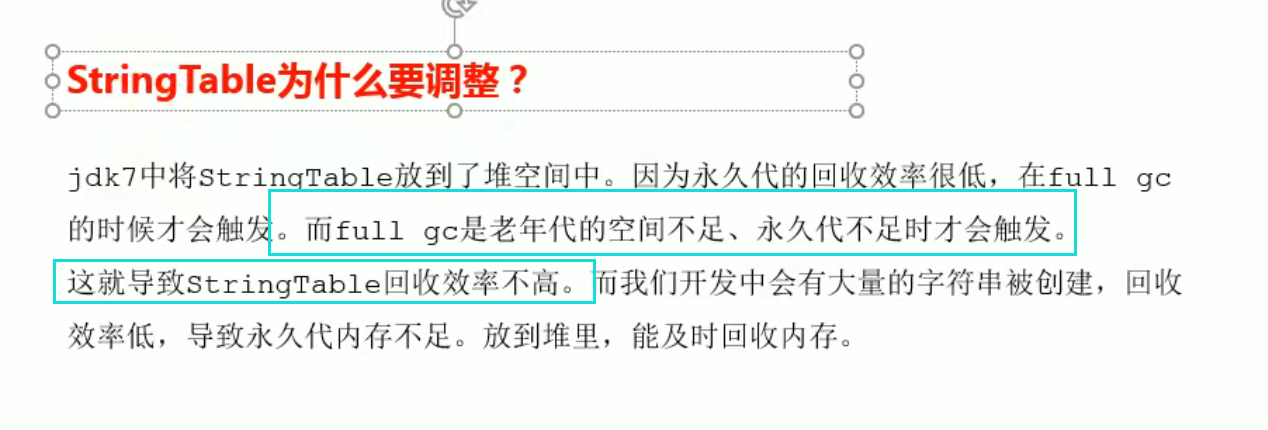 StringTable为什么要调整？
jdk7中将StringTable放到了堆空间中。因为永久代的回收效率很低，在full gc
的时候才会触发。而full gc是老年代的空间不足、永久代不足时才会触发。
这就导致StringTable回收效率不高。而我们开发中会有大量的字符串被创建，回收
效率低，导致永久代内存不足。放到堆里，能及时回收内存。